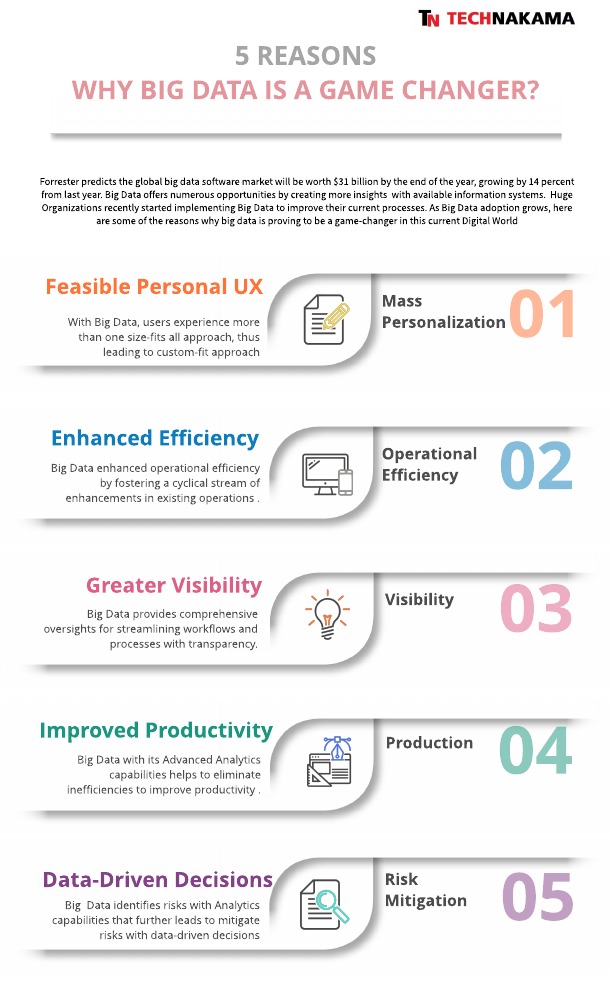 TN TECHNAKAMA
5 REASONS
WHY BIG DATA IS A GAME CHANGER?
Forrester predicts the global big data software market will be worth $31 billion by the end of the year, growing by 14 percent
from last year. Big Data offers numerous opportunities by creating more insights with available information systems. Huge
Organizations recently started implementing Big Data to improve their current processes. As Big Data adoption grows, here
are some of the reasons why big data is proving to be a game-changer in this current Digital World
Feasible Personal UX
With Big Data, users experience more
than one size-fits all approach, thus
leading to custom-fit approach
Mass
Personalization
01
Enhanced Efficiency
Big Data enhanced operational efficiency
by fostering a cyclical stream of
enhancements in existing operations .
Operational
Efficiency
02
Greater Visibility
Big Data provides comprehensive
oversights for streamlining workflows and
processes with transparency.
Visibility
03
Improved Productivity
Big Data with its Advanced Analytics
capabilities helps to eliminate
inefficiencies to improve productivity .
Production
04
Data-Driven Decisions
Big Data identifies risks with Analytics
capabilities that further leads to mitigate
risks with data-driven decisions
Risk
Mitigation
05